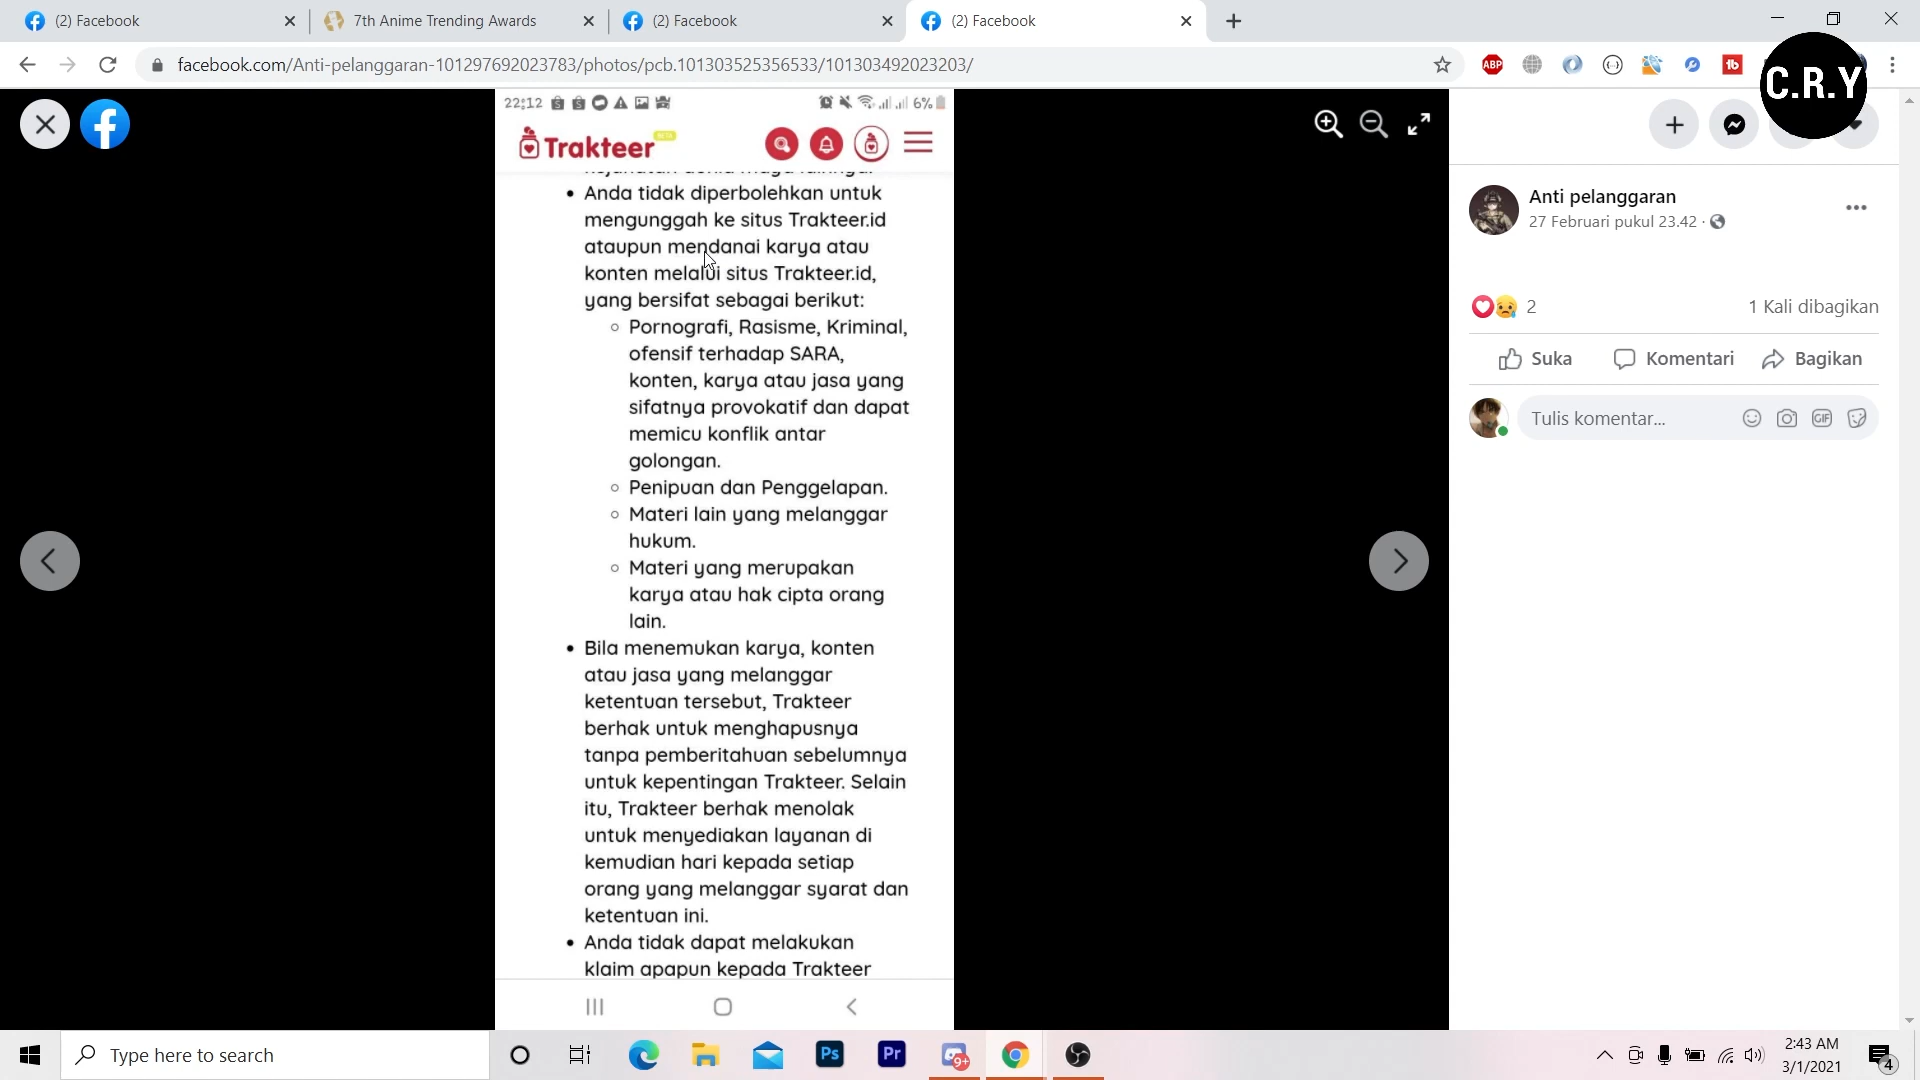 (2) Facebook
7th Anime Trending Awards
(2) Facebook
(2) Facebook
facebook.com/Anti-pelanggaran-101297692023783/photos/pcb.101303525356533/101303492023203/
ABP
C.R.Y
22:12
6%
Trakteer
BETA
Anda tidak diperbolehkan untuk
mengunggah ke situs Trakteer.id
ataupun mendanai karya atau
konten melalui situs Trakteer.id,
yang bersifat sebagai berikut:
Pornografi, Rasisme, Kriminal,
ofensif terhadap SARA,
konten, karya atau jasa yang
sifatnya provokatif dan dapat
memicu konflik antar
golongan.
Penipuan dan Penggelapan.
Materi lain yang melanggar
hukum.
Materi yang merupakan
karya atau hak cipta orang
lain.
Bila menemukan karya, konten
atau jasa yang melanggar
ketentuan tersebut, Trakteer
berhak untuk menghapusnya
tanpa pemberitahuan sebelumnya
untuk kepentingan Trakteer. Selain
itu, Trakteer berhak menolak
untuk menyediakan layanan di
kemudian hari kepada setiap
orang yang melanggar syarat dan
ketentuan ini.
Anda tidak dapat melakukan
klaim apapun kepada Trakteer
Anti pelanggaran
27 Februari pukul 23.42 ·
2
1 Kali dibagikan
Suka
Komentari
Bagikan
Tulis komentar...
GIF
Type here to search
Ps
Pr
9+
2:43 AM
3/1/2021
4